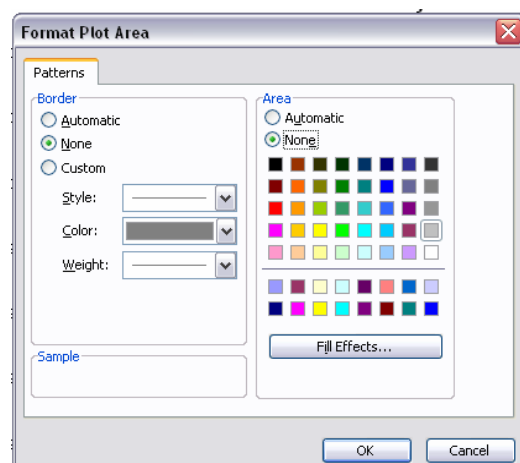 Format Plot Area
Patterns
Border
Automatic
None
Custom
Style:
Color:
Weight:
Sample
Area
Automatic
None
Fill Effects...
OK
Cancel